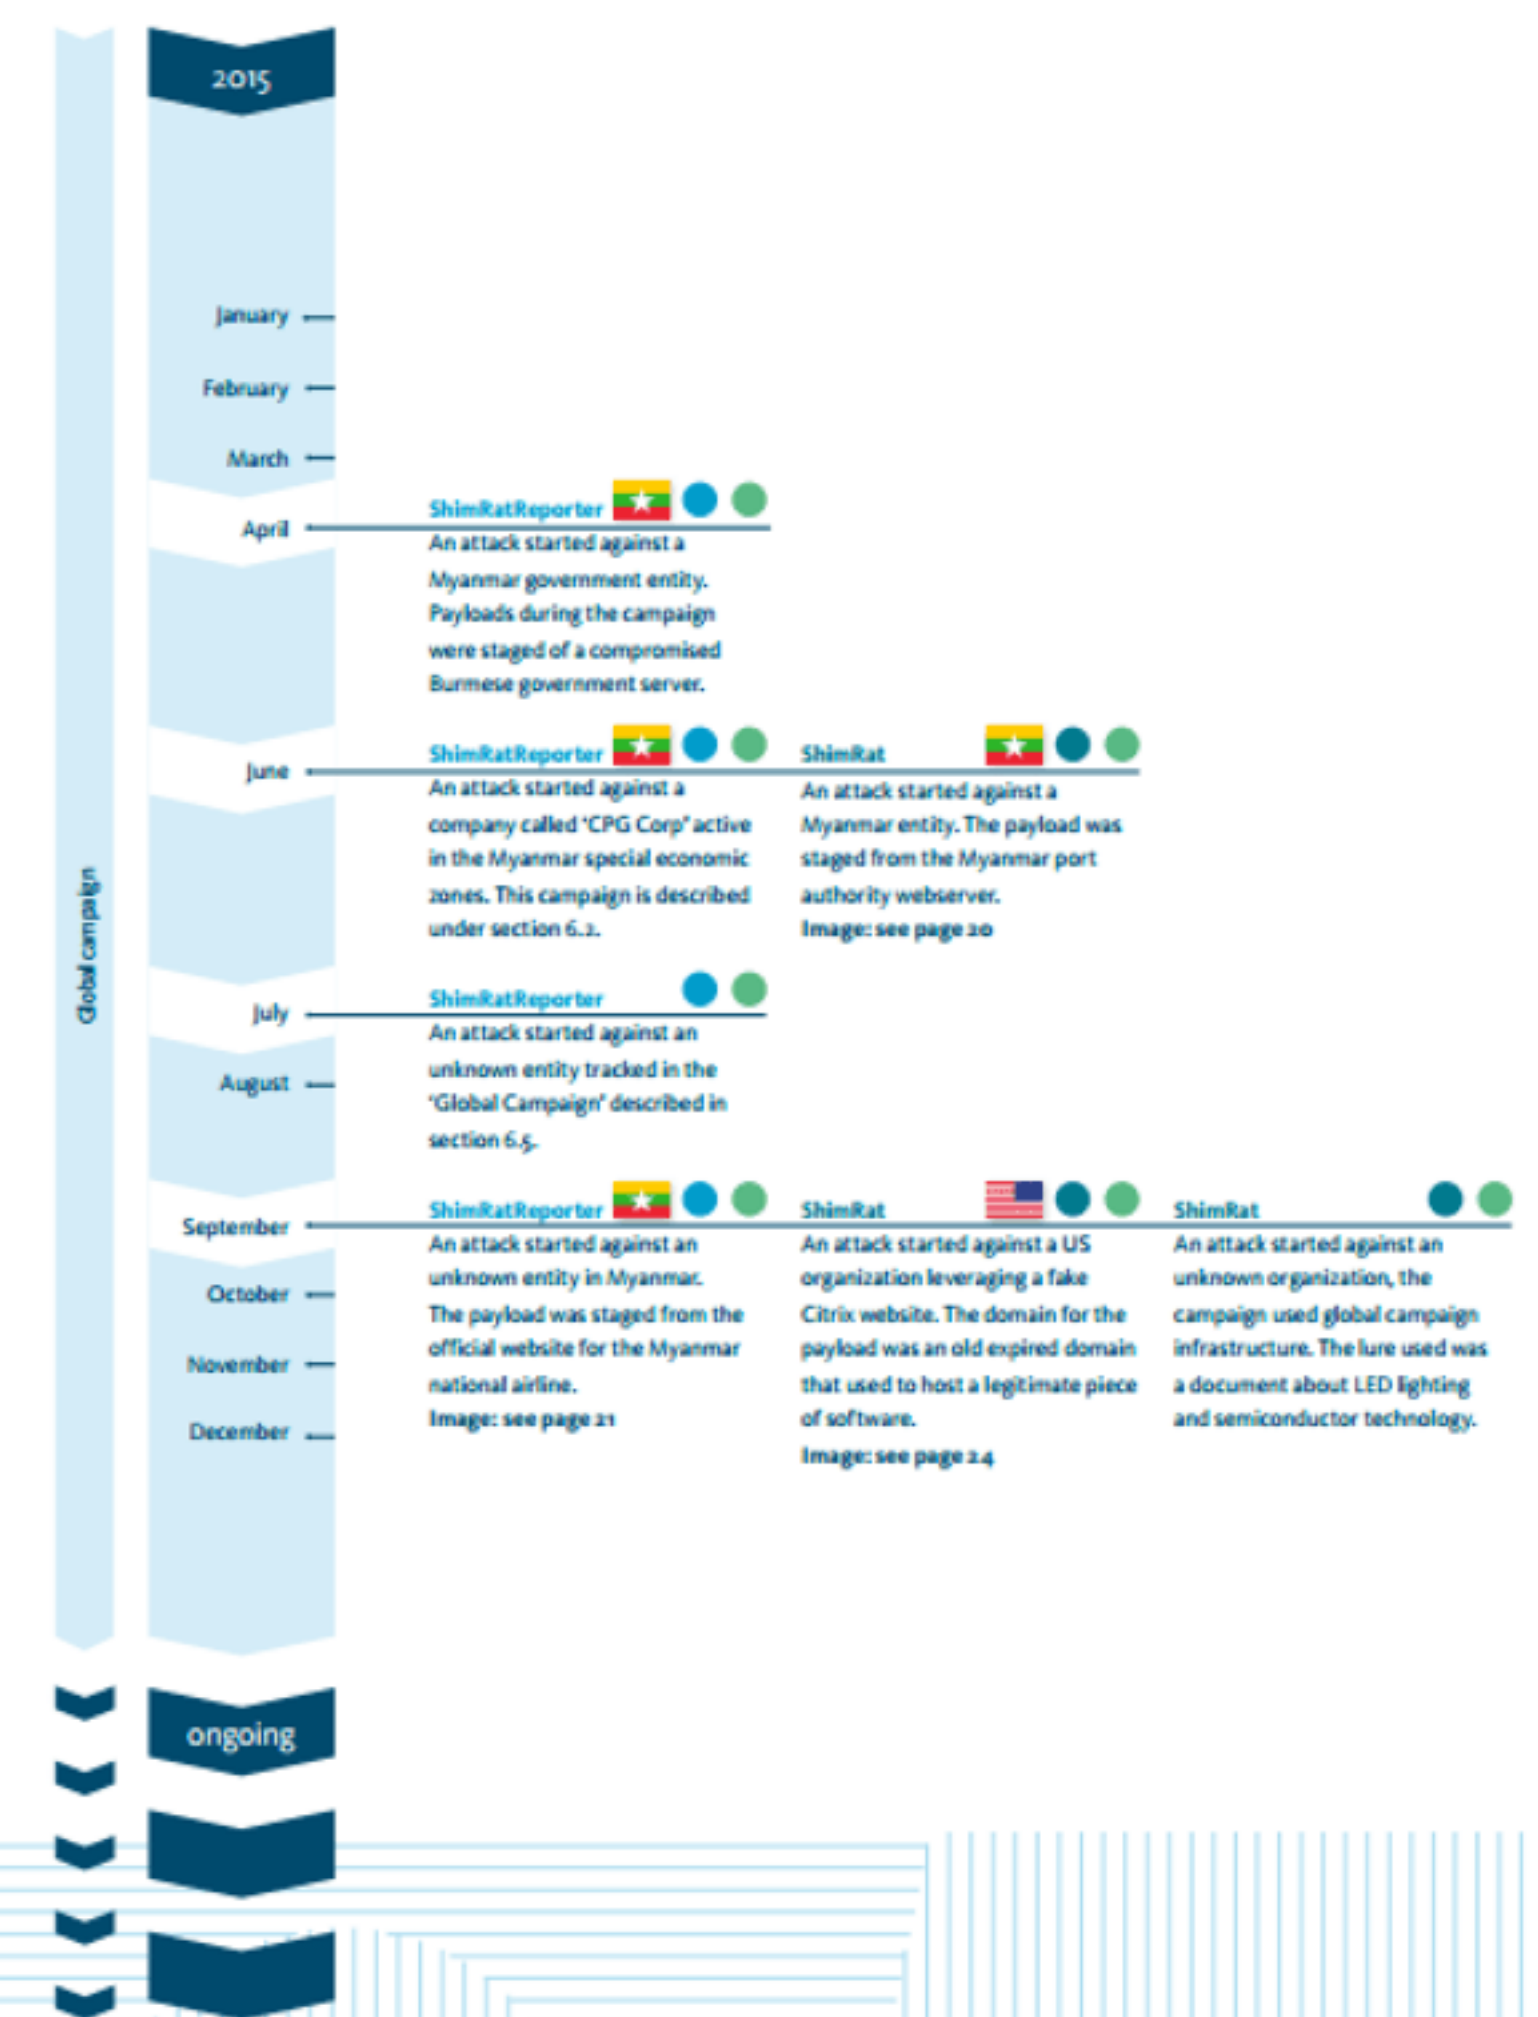 2015
January
February
March
April
ShimRatReporter
An attack started against a
Myanmar government entity.
Payloads during the campaign
were staged of a compromised
Burmese government server.
June
ShimRatReporter
An attack started against a
company called 'CPG Corp' active
in the Myanmar special economic
zones. This campaign is described
under section 6.2.
ShimRat
An attack started against a
Myanmar entity. The payload was
staged from the Myanmar port
authority webserver.
Image: see page 20
Global campaign
July
August
ShimRatReporter
An attack started against an
unknown entity tracked in the
'Global Campaign' described in
section 6.5.
September
October
November
December
ShimRatReporter
An attack started against an
unknown entity in Myanmar.
The payload was staged from the
official website for the Myanmar
national airline.
Image: see page 21
ShimRat
An attack started against a US
organization leveraging a fake
Citrix website. The domain for the
payload was an old expired domain
that used to host a legitimate piece
of software.
Image: see page 24
ShimRat
An attack started against an
unknown organization, the
campaign used global campaign
infrastructure. The lure used was
a document about LED lighting
and semiconductor technology.
ongoing